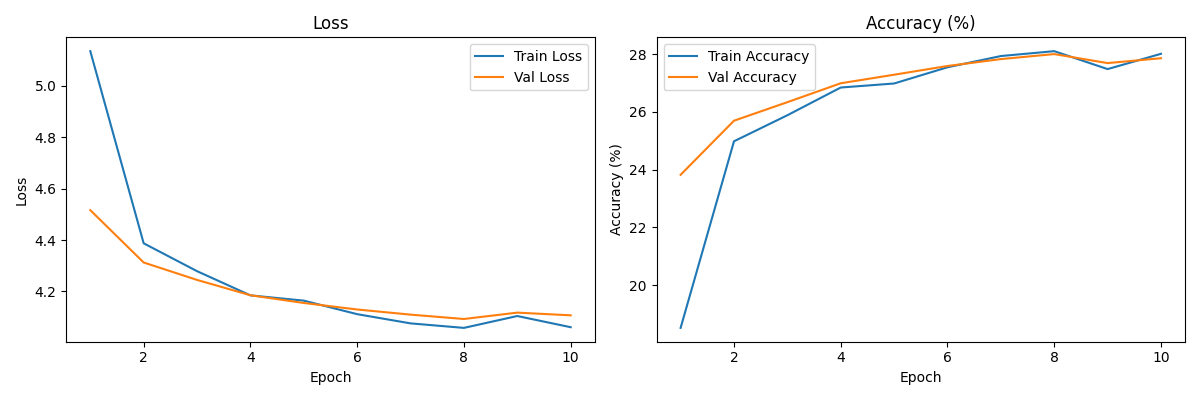 Loss
Train Loss
Val Loss
5.0
4.8
4.6
4.4
4.2
Loss
2
4
6
8
10
Epoch
Accuracy (%)
Train Accuracy
Val Accuracy
28
26
24
22
20
Accuracy (%)
2
4
6
8
10
Epoch